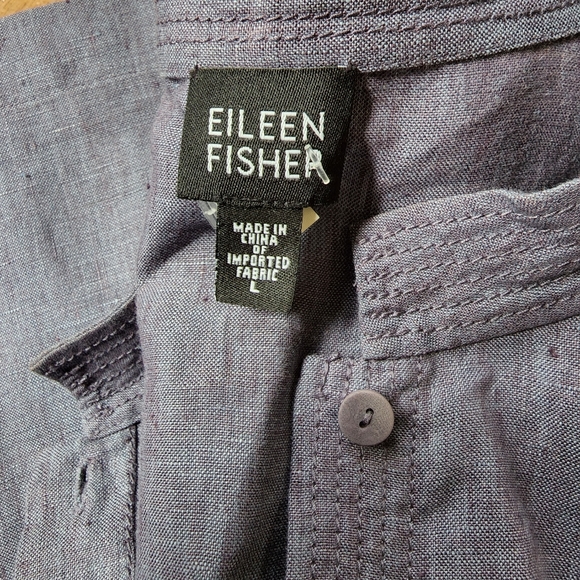 EILEEN
FISHER
MADE IN
CHINA
OF
IMPORTED
FABRIC
L